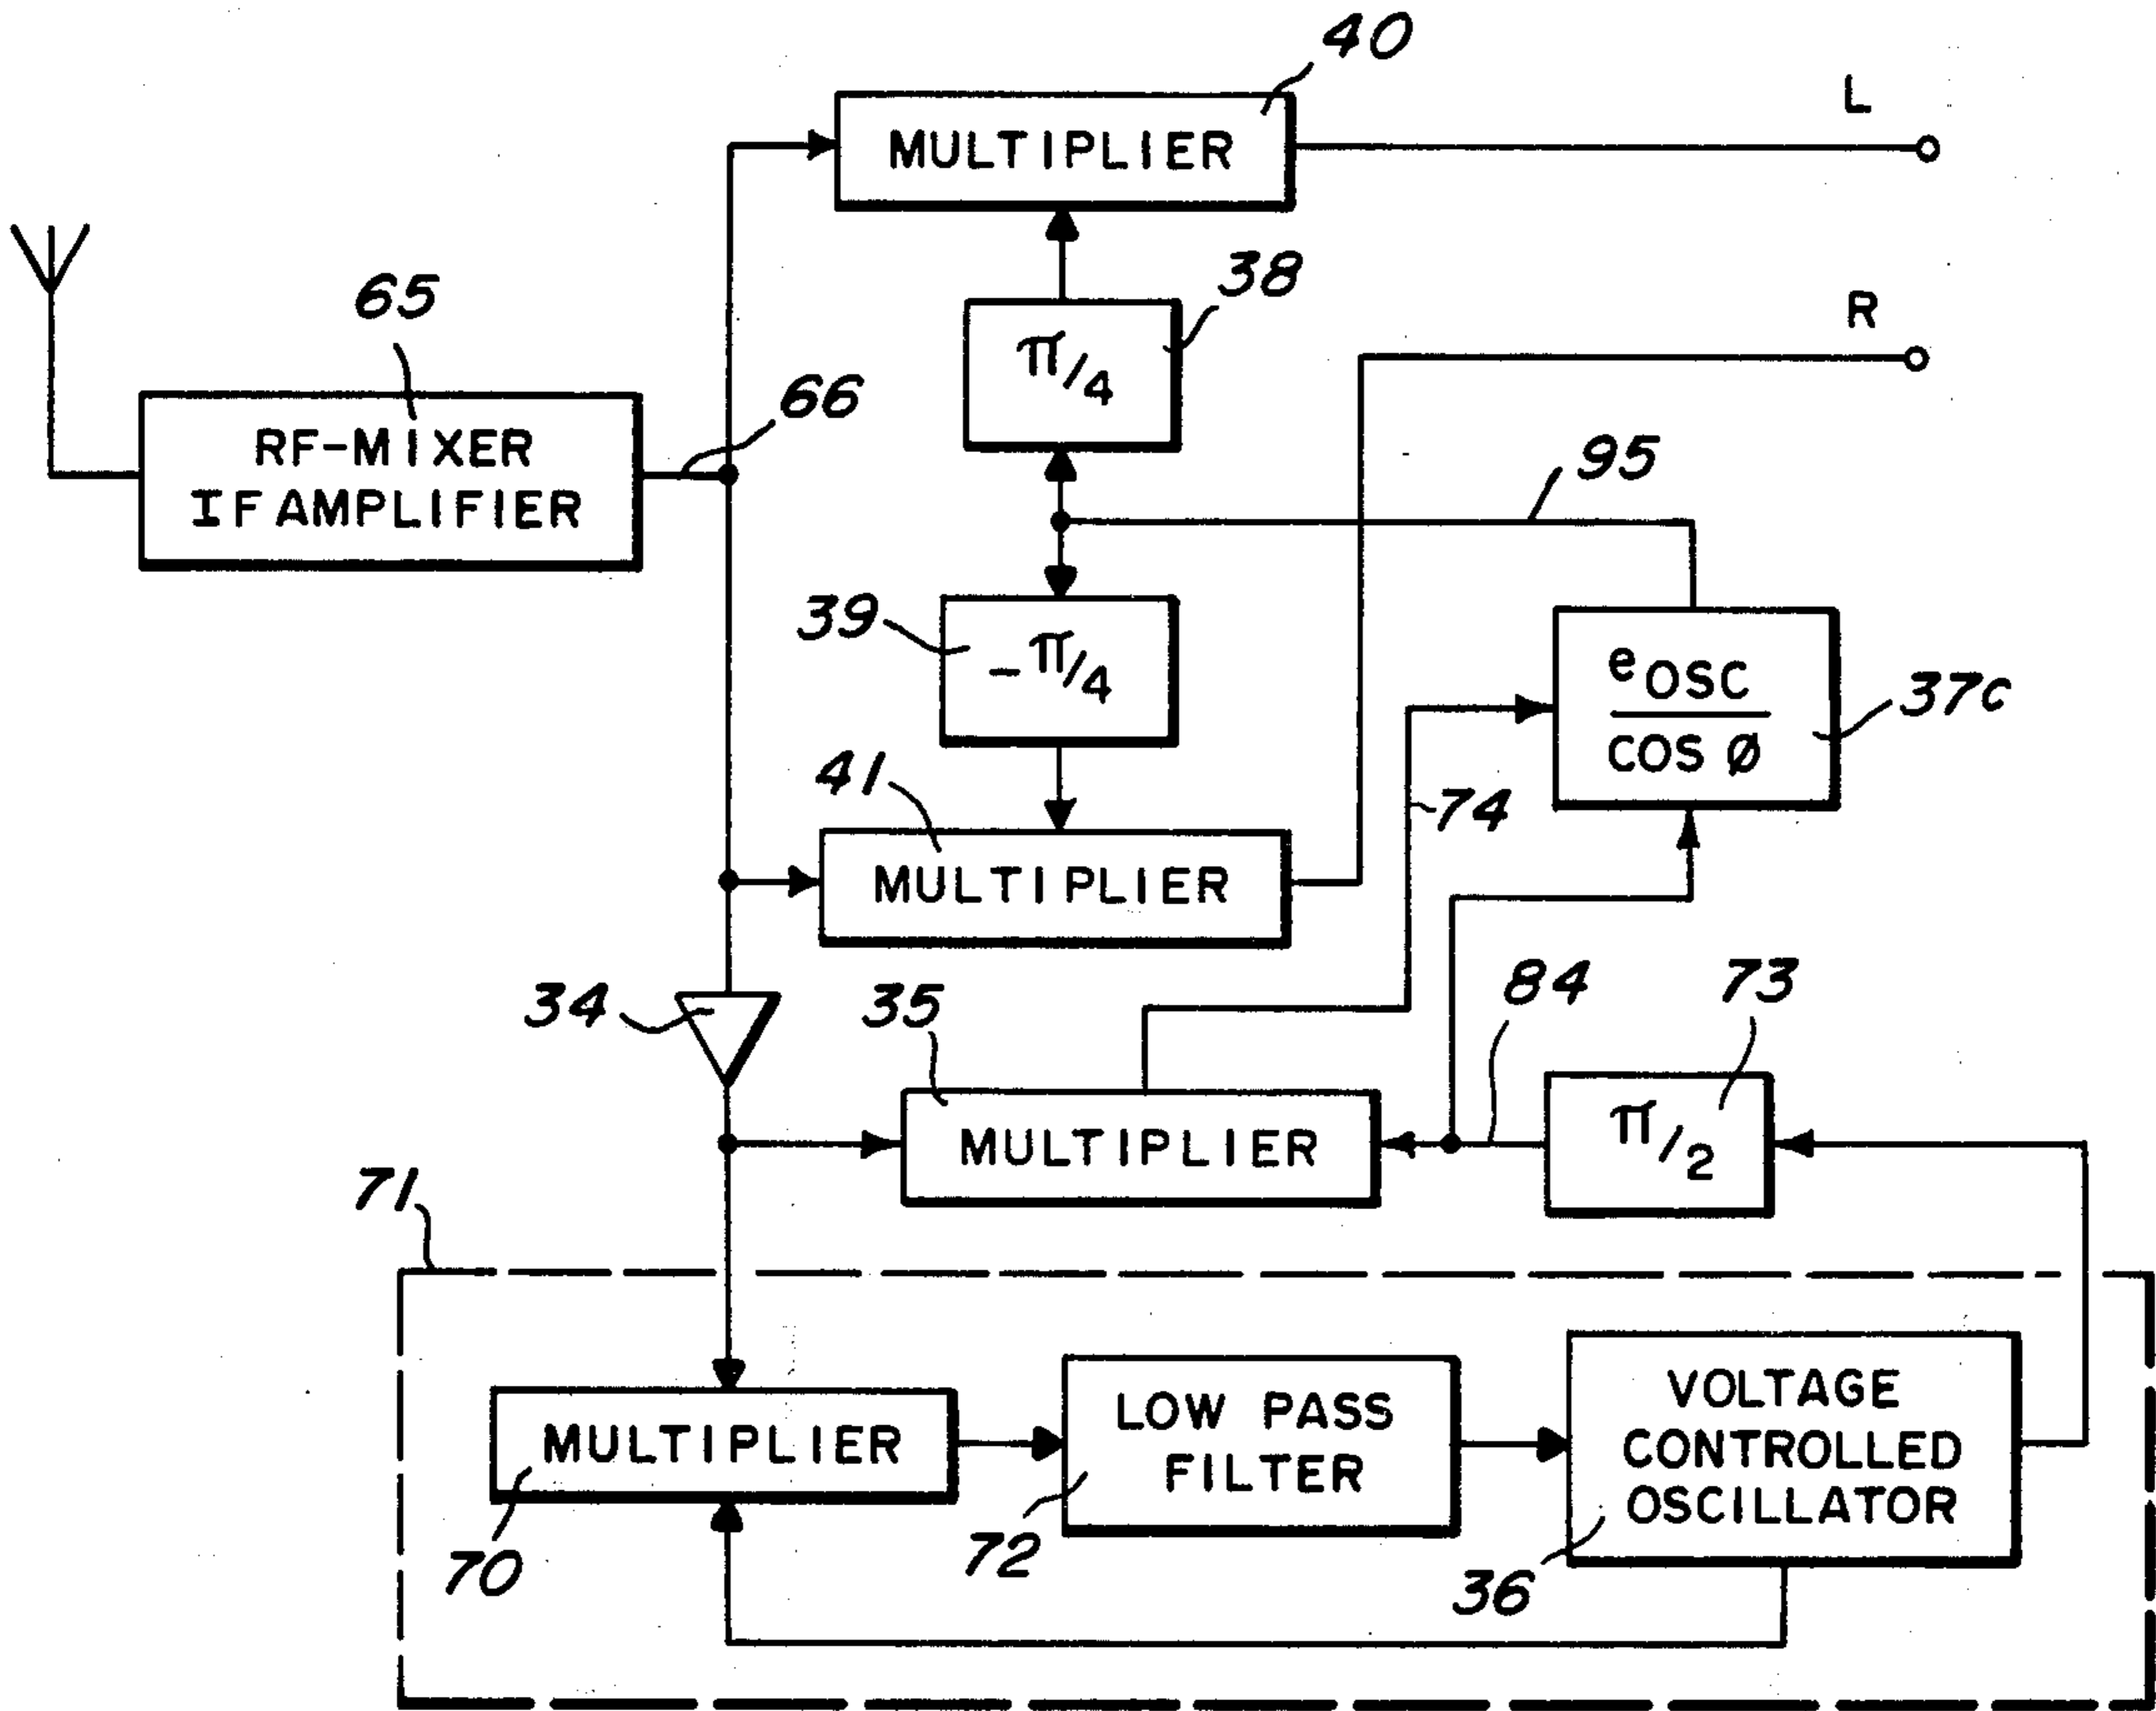 40
MULTIPLIER
L
38
π/4
R
65
RF-MIXER
IF AMPLIFIER
66
95
39
-π/4
eOSC
COS ø
37c
41
MULTIPLIER
74
34
35
MULTIPLIER
84
73
π/2
71
MULTIPLIER
70
LOW PASS
FILTER
72
VOLTAGE
CONTROLLED
OSCILLATOR
36